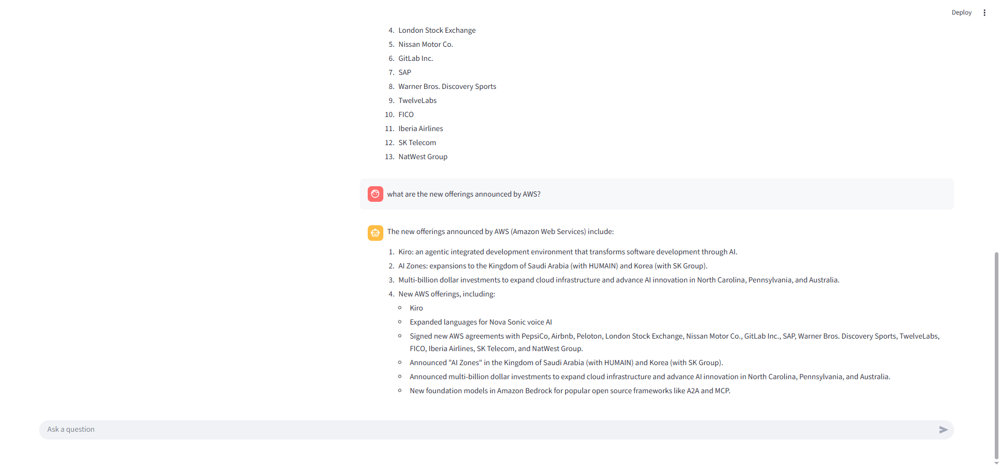 Deploy
4. London Stock Exchange
5. Nissan Motor Co.
6. GitLab Inc.
7. SAP
8. Warner Bros. Discovery Sports
9. TwelveLabs
10. FICO
11. Iberia Airlines
12. SK Telecom
13. NatWest Group
what are the new offerings announced by AWS?
The new offerings announced by AWS (Amazon Web Services) include:
1. Kiro: an agentic integrated development environment that transforms software development through AI.
2. AI Zones: expansions to the Kingdom of Saudi Arabia (with HUMAIN) and Korea (with SK Group).
3. Multi-billion dollar investments to expand cloud infrastructure and advance AI innovation in North Carolina, Pennsylvania, and Australia.
4. New AWS offerings, including:
Kiro
Expanded languages for Nova Sonic voice AI
Signed new AWS agreements with PepsiCo, Airbnb, Peloton, London Stock Exchange, Nissan Motor Co., GitLab Inc., SAP, Warner Bros. Discovery Sports, TwelveLabs,
FICO, Iberia Airlines, SK Telecom, and NatWest Group.
Announced "AI Zones" in the Kingdom of Saudi Arabia (with HUMAIN) and Korea (with SK Group).
Announced multi-billion dollar investments to expand cloud infrastructure and advance AI innovation in North Carolina, Pennsylvania, and Australia.
New foundation models in Amazon Bedrock for popular open source frameworks like A2A and MCP.
Ask a question